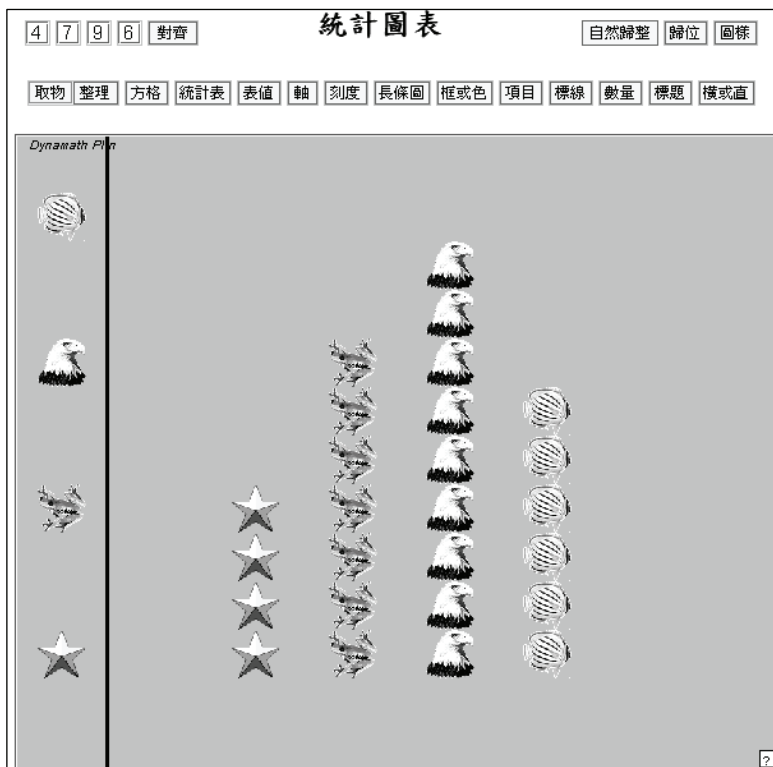 統計圖表
4 7 9 6 對齊 自然歸整 歸位 圖樣
取物 整理 方格 統計表 表值 軸 刻度 長條圖 框或色 項目 標線 數量 標題 橫或直
Dynamath
?